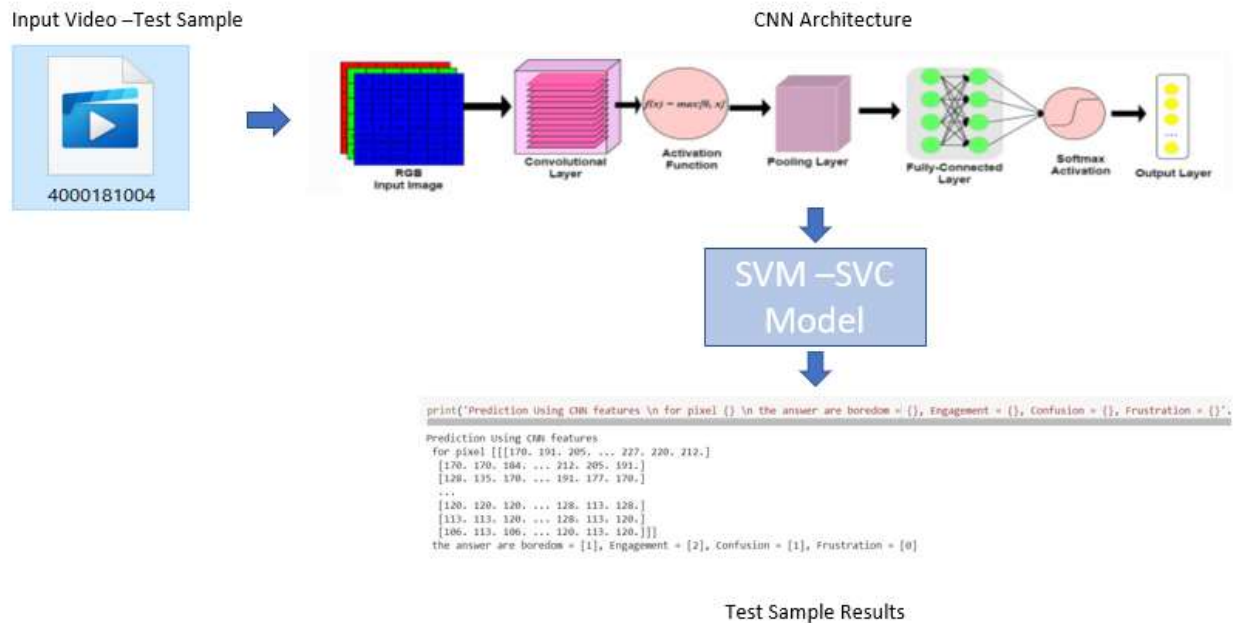 Input Video –Test Sample
CNN Architecture
4000181004
RGB
Input Image
Convolutional
Layer
f(x) = max(0, x)
Activation
Function
Pooling Layer
Fully-Connected
Layer
Softmax
Activation
Output Layer
SVM –SVC
Model
print('Prediction Using CNN features \n for pixel {} \n the answer are boredom = {}, Engagement = {}, Confusion = {}, Frustration = {}'.
Prediction Using CNN features
for pixel [[[170. 191. 205. ... 227. 220. 212.]
[170. 170. 184. ... 212. 205. 191.]
[128. 135. 170. ... 191. 177. 170.]
...
[120. 120. 120. ... 128. 113. 128.]
[113. 113. 120. ... 128. 113. 120.]
[106. 113. 106. ... 120. 113. 120.]]]
the answer are boredom = [1], Engagement = [2], Confusion = [1], Frustration = [0]
Test Sample Results